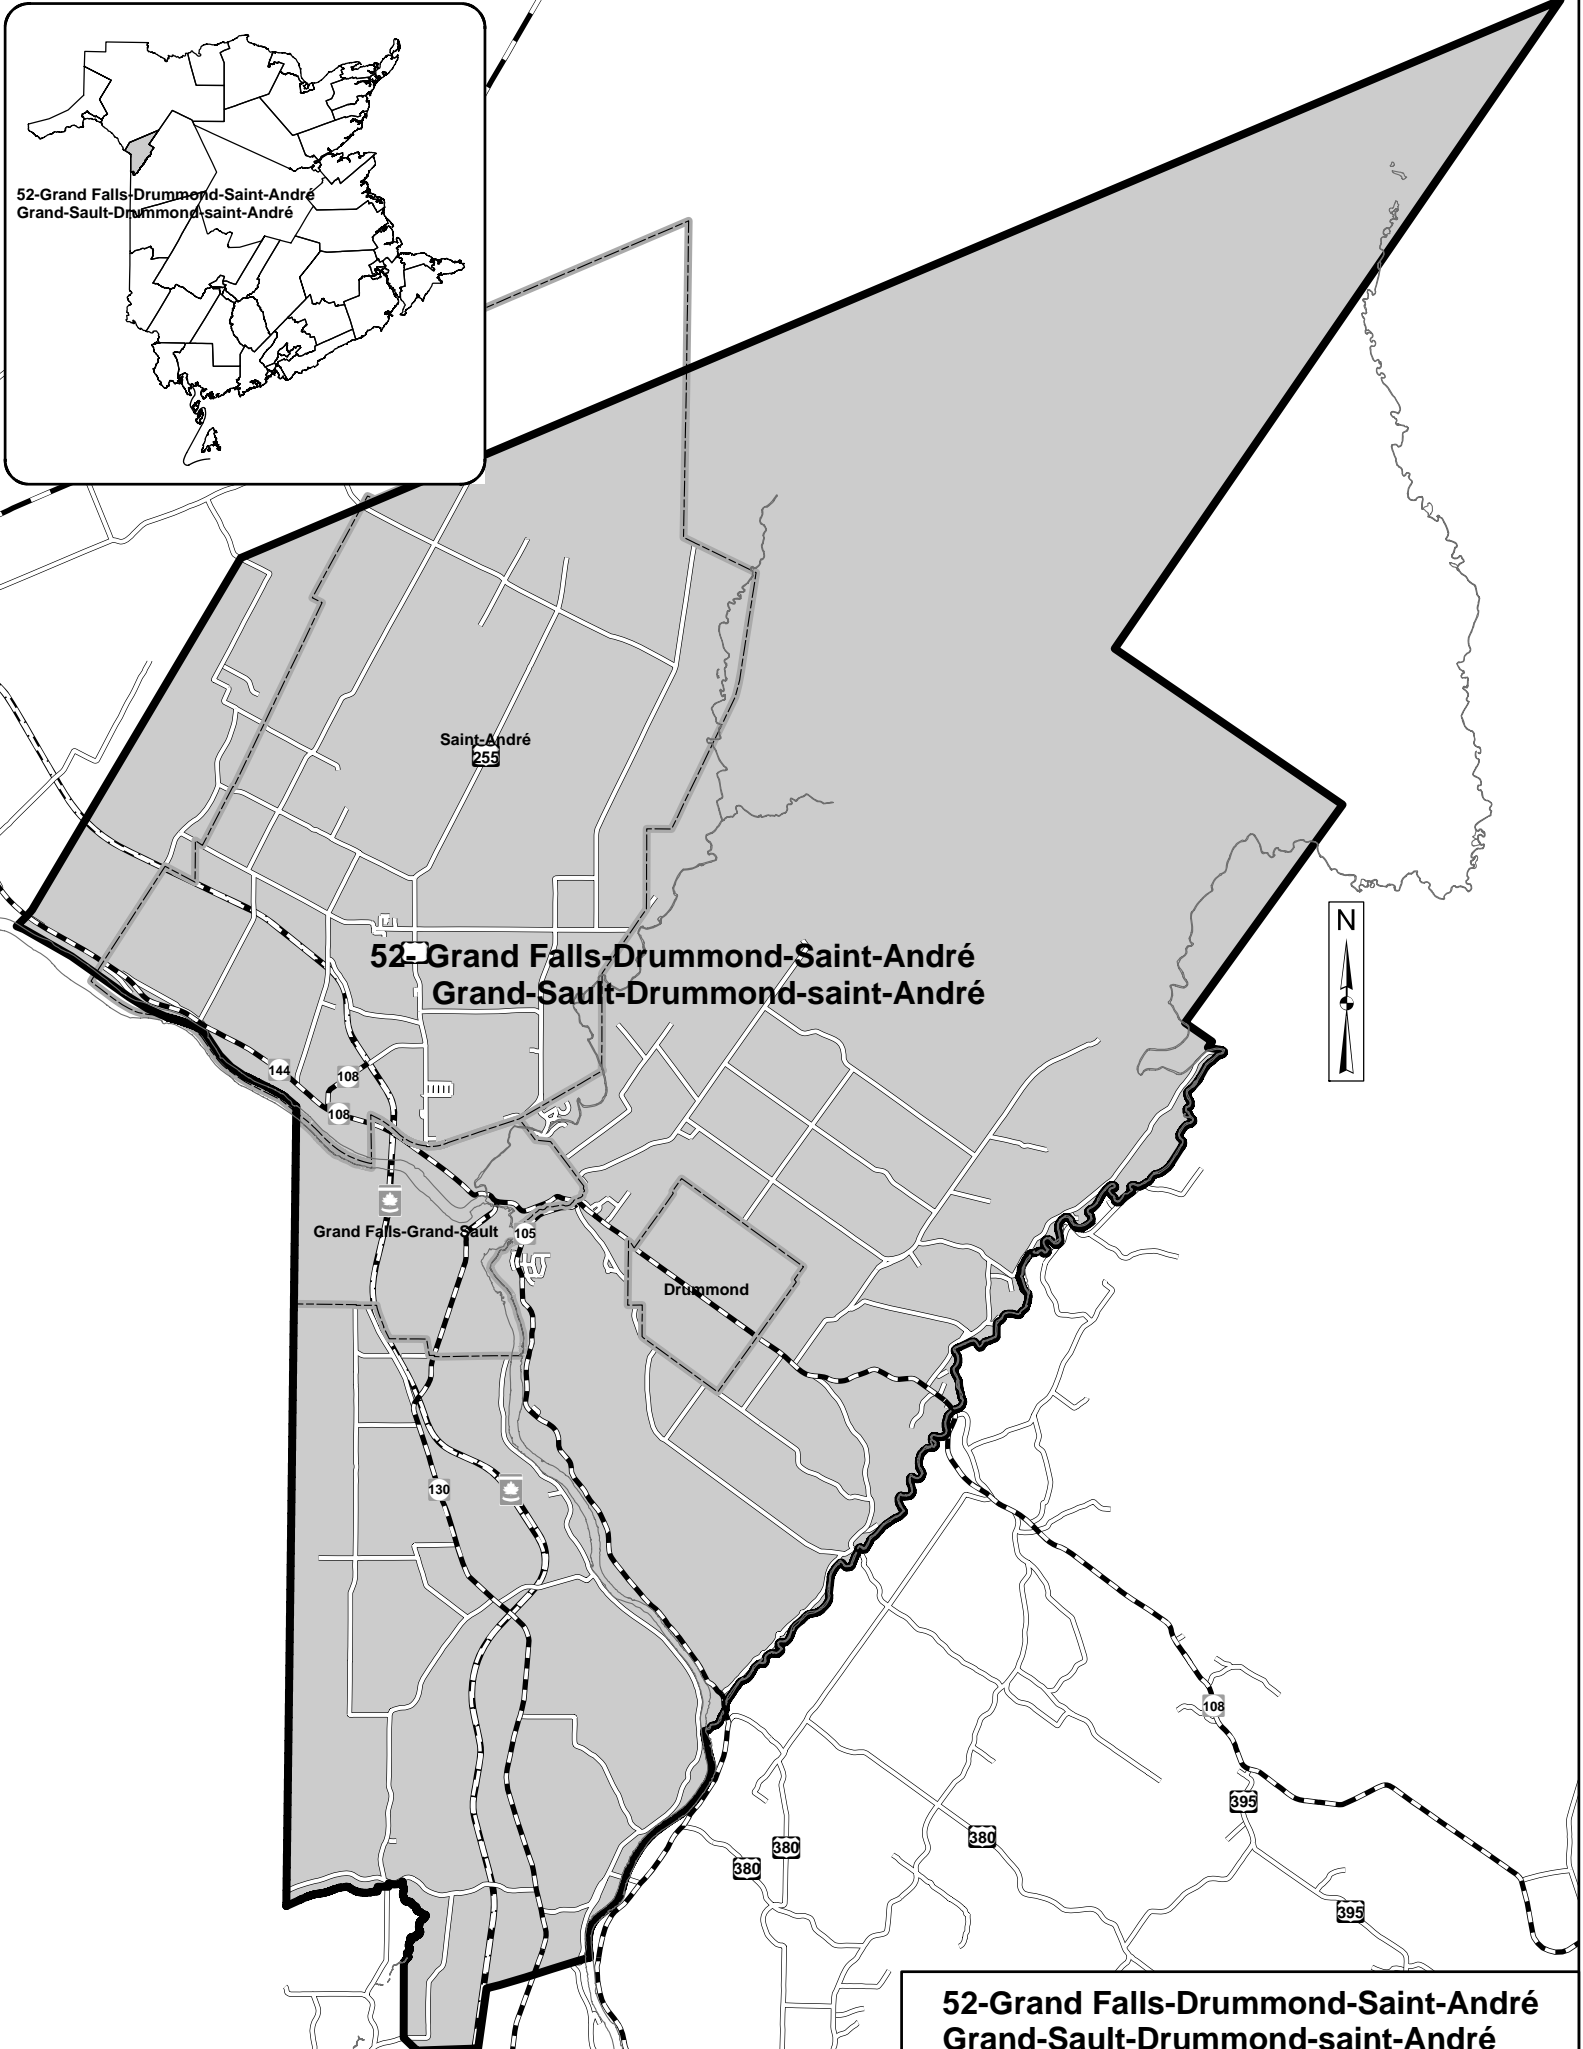 52-Grand Falls-Drummond-Saint-André
Grand-Sault-Drummond-saint-André
Saint-André
255
52- Grand Falls-Drummond-Saint-André
Grand-Sault-Drummond-saint-André
N
144
108
108
Grand Falls-Grand-Sault
105
Drummond
130
108
395
380
380
380
395
52-Grand Falls-Drummond-Saint-André
Grand-Sault-Drummond-saint-André